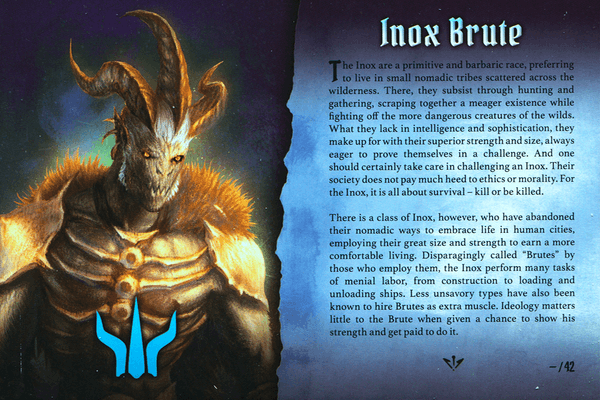 Inox Brute
The Inox are a primitive and barbaric race, preferring
to live in small nomadic tribes scattered across the
wilderness. There, they subsist through hunting and
gathering, scraping together a meager existence while
fighting off the more dangerous creatures of the wilds.
What they lack in intelligence and sophistication, they
make up for with their superior strength and size, always
eager to prove themselves in a challenge. And one
should certainly take care in challenging an Inox. Their
society does not pay much heed to ethics or morality. For
the Inox, it is all about survival – kill or be killed.
There is a class of Inox, however, who have abandoned
their nomadic ways to embrace life in human cities,
employing their great size and strength to earn a more
comfortable living. Disparagingly called “Brutes” by
those who employ them, the Inox perform many tasks
of menial labor, from construction to loading and
unloading ships. Less unsavory types have also been
known to hire Brutes as extra muscle. Ideology matters
little to the Brute when given a chance to show his
strength and get paid to do it.
–/42